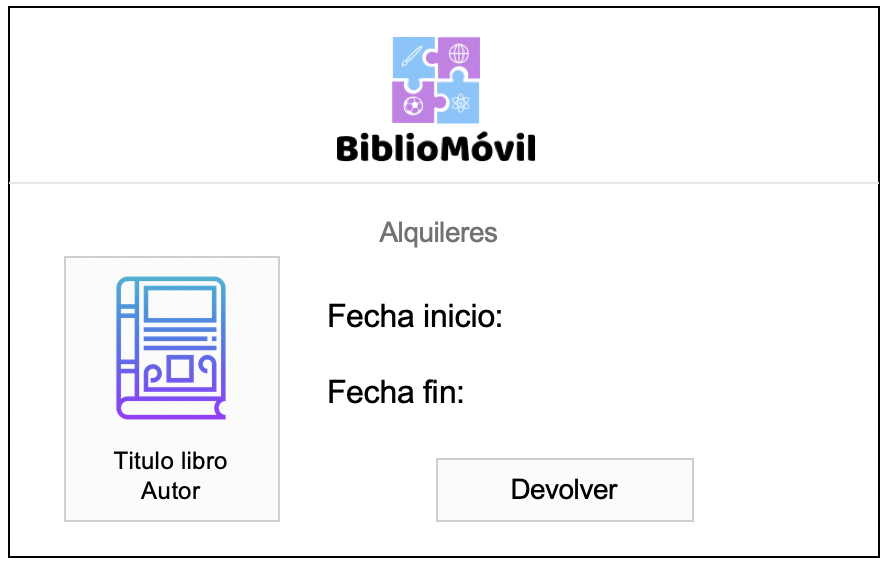 BiblioMóvil
Alquileres
Fecha inicio:
Fecha fin:
Titulo libro
Autor
Devolver